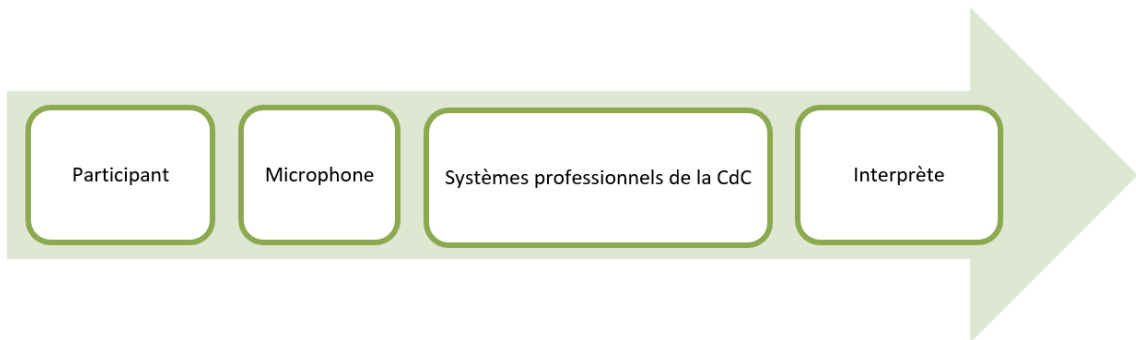 Participant
Microphone
Systèmes professionnels de la CdC
Interprète